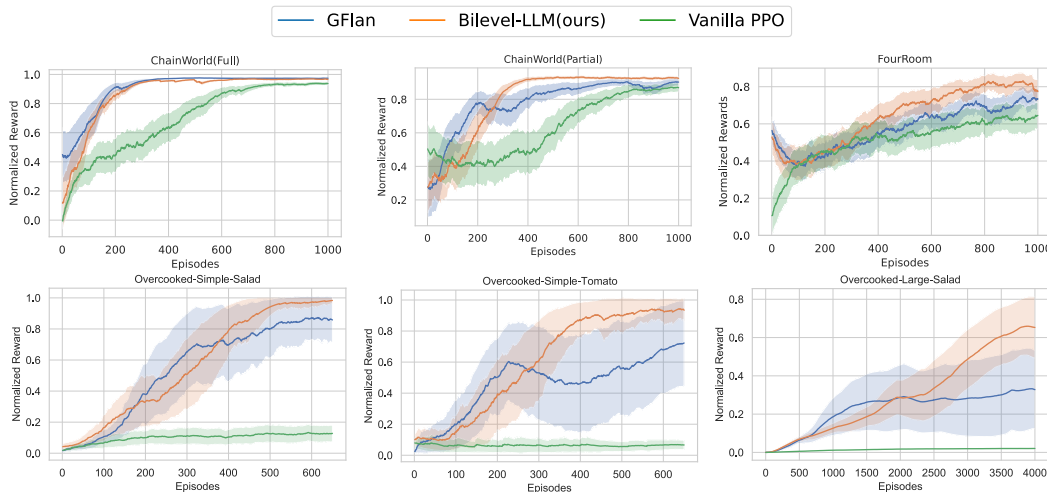 GFlan Bilevel-LLM(ours) Vanilla PPO
ChainWorld(Full)
Normalized Rewards
1.0
0.8
0.6
0.4
0.2
0.0
0 200 400 600 800 1000
Episodes
ChainWorld(Partial)
Normalized Rewards
1.0
0.8
0.6
0.4
0.2
0 200 400 600 800 1000
Episodes
FourRoom
Normalized Rewards
1.0
0.8
0.6
0.4
0.2
0.0
0 200 400 600 800 1000
Episodes
Overcooked-Simple-Salad
Normalized Reward
1.0
0.8
0.6
0.4
0.2
0.0
0 100 200 300 400 500 600
Episodes
Overcooked-Simple-Tomato
Normalized Reward
1.0
0.8
0.6
0.4
0.2
0.0
0 100 200 300 400 500 600
Episodes
Overcooked-Large-Salad
Normalized Reward
0.8
0.6
0.4
0.2
0.0
0 500 1000 1500 2000 2500 3000 3500 4000
Episodes